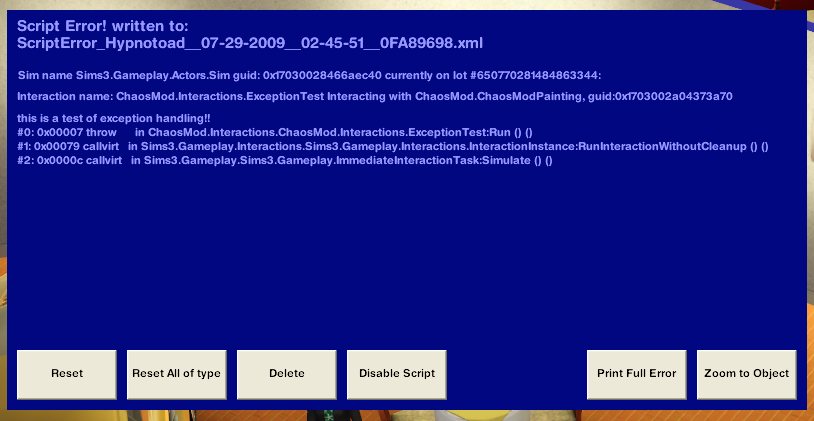 Script Error! written to:
ScriptError_Hypnotoad__07-29-2009__02-45-51__0FA89698.xml
Sim name Sims3.Gameplay.Actors.Sim guid: 0x17030028466aec40 currently on lot #650770281484863344:
Interaction name: ChaosMod.Interactions.ExceptionTest Interacting with ChaosMod.ChaosModPainting, guid:0x1703002a04373a70
this is a test of exception handling!!
#0: 0x00007 throw in ChaosMod.Interactions.ChaosMod.Interactions.ExceptionTest:Run () ()
#1: 0x00079 callvirt in Sims3.Gameplay.Interactions.Sims3.Gameplay.Interactions.InteractionInstance:RunInteractionWithoutCleanup () ()
#2: 0x0000c callvirt in Sims3.Gameplay.Sims3.Gameplay.ImmediateInteractionTask:Simulate () ()
Reset Reset All of type Delete Disable Script Print Full Error Zoom to Object